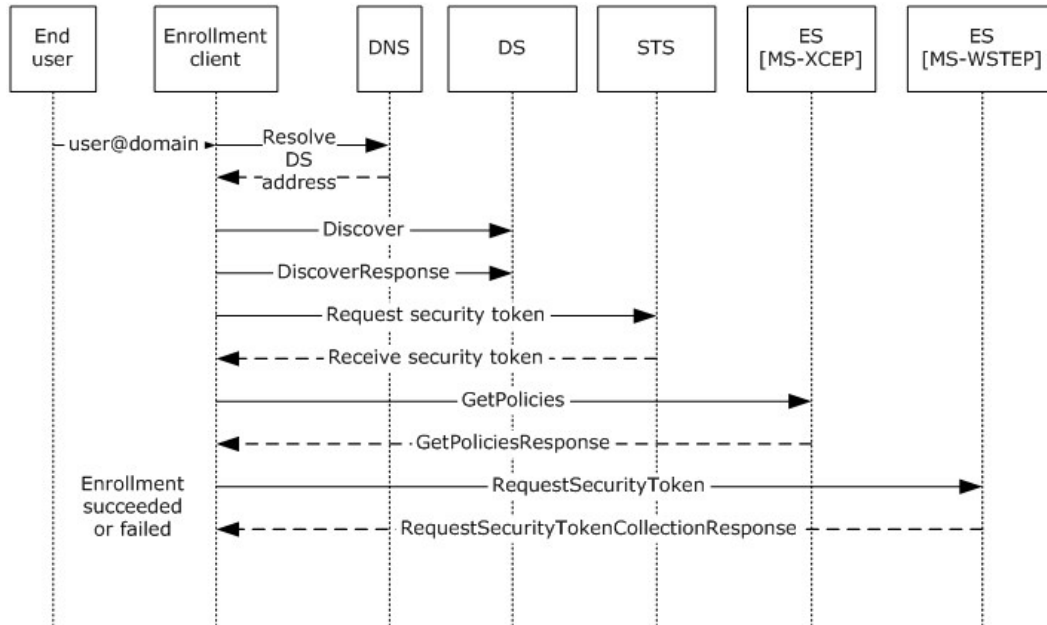 End
user
Enrollment
client
DNS
DS
STS
ES
[MS-XCEP]
ES
[MS-WSTEP]
user@domain
Resolve
DS
address
Discover
DiscoverResponse
Request security token
Receive security token
GetPolicies
GetPoliciesResponse
Enrollment
succeeded
or failed
RequestSecurityToken
RequestSecurityTokenCollectionResponse